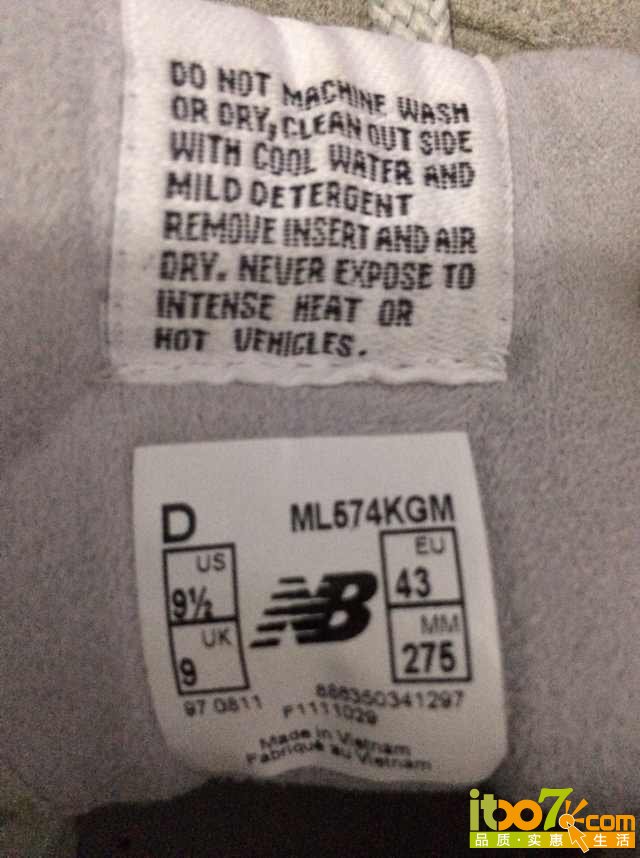 DO NOT MACHINE WASH
OR DRY, CLEAN OUT SIDE
WITH COOL WATER AND
MILD DETERGENT
REMOVE INSERT AND AIR
DRY. NEVER EXPOSE TO
INTENSE HEAT OR
HOT VEHICLES.
D ML574KGM
US EU
9½ 43
NB
UK MM
9 275
97 0811 888350341297
F1111029
Made in Vietnam
Fabriqué au Vietnam
itbo7.com
品质·实惠 生活